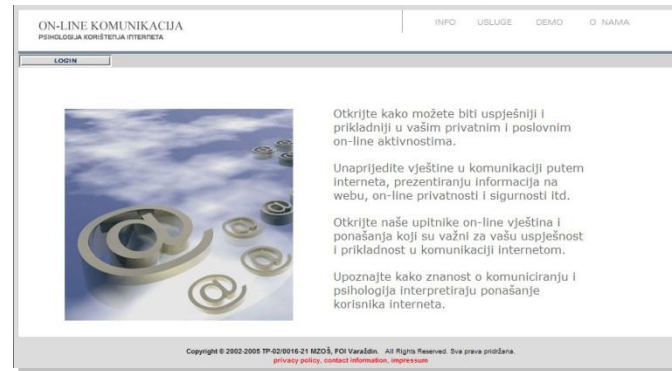 ON-LINE KOMUNIKACIJA
PSIHOLOGIJA KORIŠTENJA INTERNETA
INFO USLUGE DEMO O NAMA
LOGIN
Otkrijte kako možete biti uspješniji i
prikladniji u vašim privatnim i poslovnim
on-line aktivnostima.
Unaprijedite vještine u komunikaciji putem
interneta, prezentiranju informacija na
webu, on-line privatnosti i sigurnosti itd.
Otkrijte naše upitnike on-line vještina i
ponašanja koji su važni za vašu uspješnost
i prikladnost u komunikaciji internetom.
Upoznajte kako znanost o komuniciranju i
psihologija interpretiraju ponašanje
korisnika interneta.
Copyright © 2002-2005 TP-02/0016-21 MZOŠ, FOI Varaždin. All Rights Reserved. Sva prava pridržana.
privacy policy, contact information, impressum